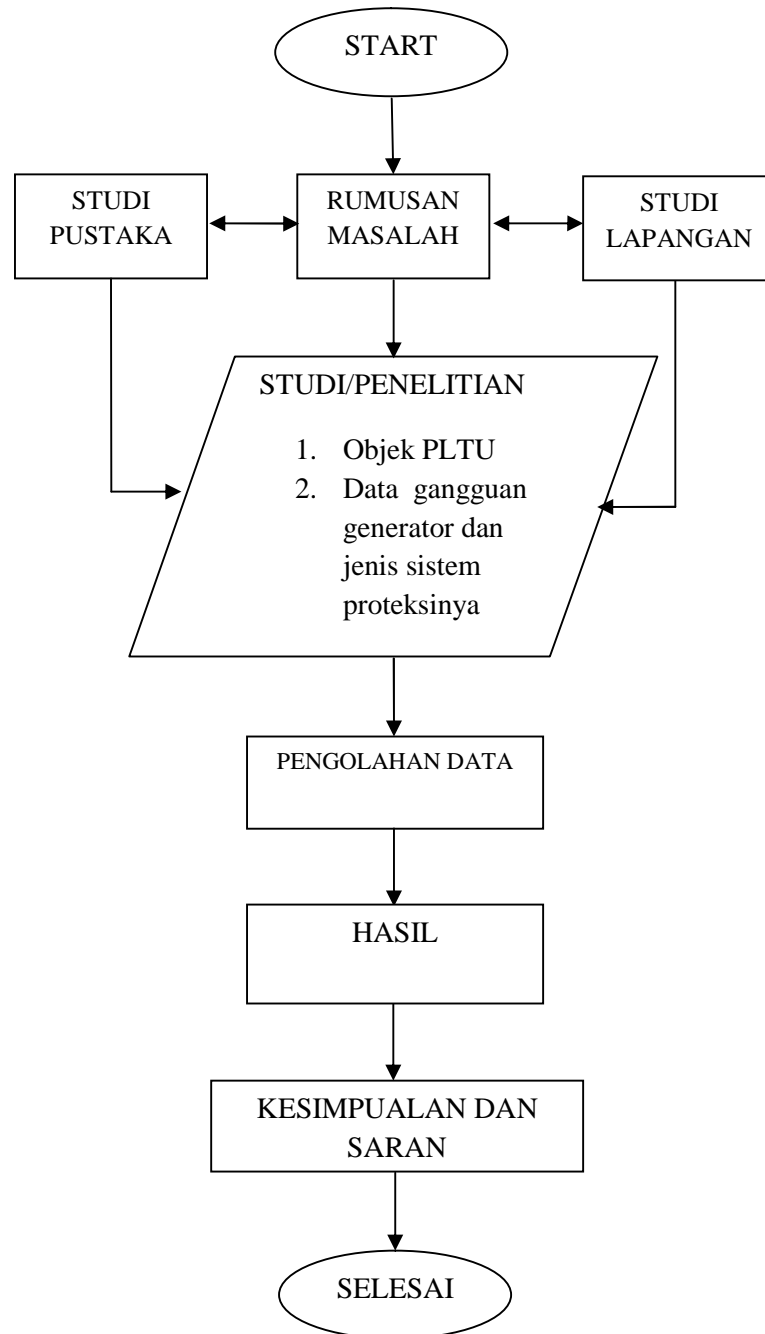 START
STUDI
PUSTAKA
RUMUSAN
MASALAH
STUDI
LAPANGAN
STUDI/PENELITIAN
1. Objek PLTU
2. Data gangguan
generator dan
jenis sistem
proteksinya
PENGOLAHAN DATA
HASIL
KESIMPUALAN DAN
SARAN
SELESAI